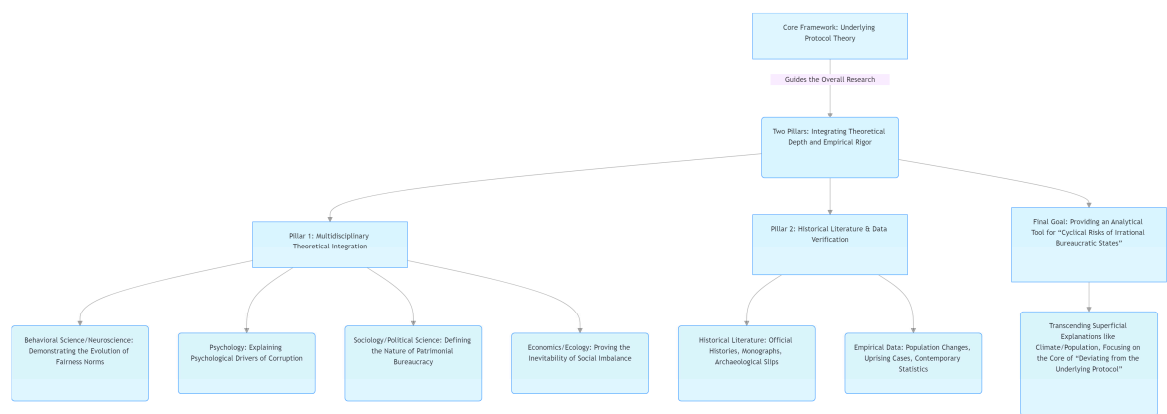 Core Framework: Underlying
Protocol Theory
Guides the Overall Research
Two Pillars: Integrating Theoretical
Depth and Empirical Rigor
Pillar 1: Multidisciplinary
Theoretical Integration
Pillar 2: Historical Literature & Data
Verification
Final Goal: Providing an Analytical
Tool for “Cyclical Risks of Irrational
Bureaucratic States”
Behavioral Science/Neuroscience:
Demonstrating the Evolution of
Fairness Norms
Psychology: Explaining
Psychological Drivers of Corruption
Sociology/Political Science: Defining
the Nature of Patrimonial
Bureaucracy
Economics/Ecology: Proving the
Inevitability of Social Imbalance
Historical Literature: Official
Histories, Monographs,
Archaeological Slips
Empirical Data: Population Changes,
Uprising Cases, Contemporary
Statistics
Transcending Superficial
Explanations like
Climate/Population, Focusing on
the Core of “Deviating from the
Underlying Protocol”